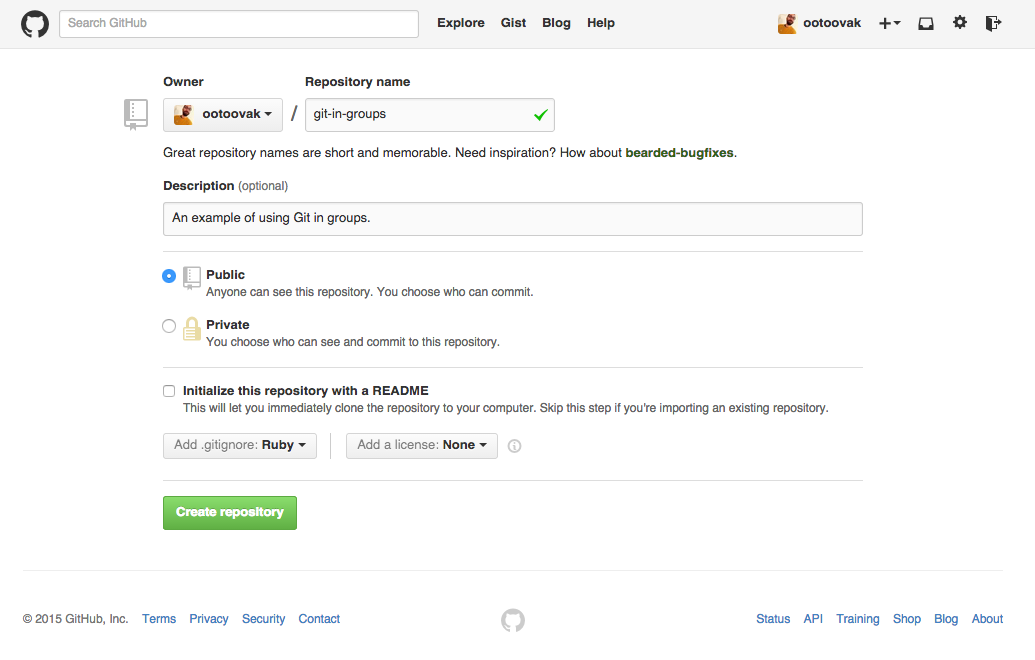 Search GitHub Explore Gist Blog Help ootoovak
Owner Repository name
ootoovak / git-in-groups
Great repository names are short and memorable. Need inspiration? How about bearded-bugfixes.
Description (optional)
An example of using Git in groups.
Public
Anyone can see this repository. You choose who can commit.
Private
You choose who can see and commit to this repository.
Initialize this repository with a README
This will let you immediately clone the repository to your computer. Skip this step if you're importing an existing repository.
Add .gitignore: Ruby Add a license: None
Create repository
© 2015 GitHub, Inc. Terms Privacy Security Contact Status API Training Shop Blog About